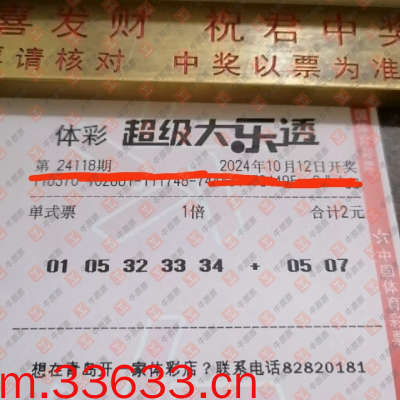 喜发财 祝君中奖
请核对 中奖以票为准
体彩 超级大乐透
第 24118期 2024年10月12日开奖
单式票 1倍 合计2元
01 05 32 33 34 + 05 07
想在青岛开一家体彩店?联系电话82820181
m.33633.cn
中国体育彩票